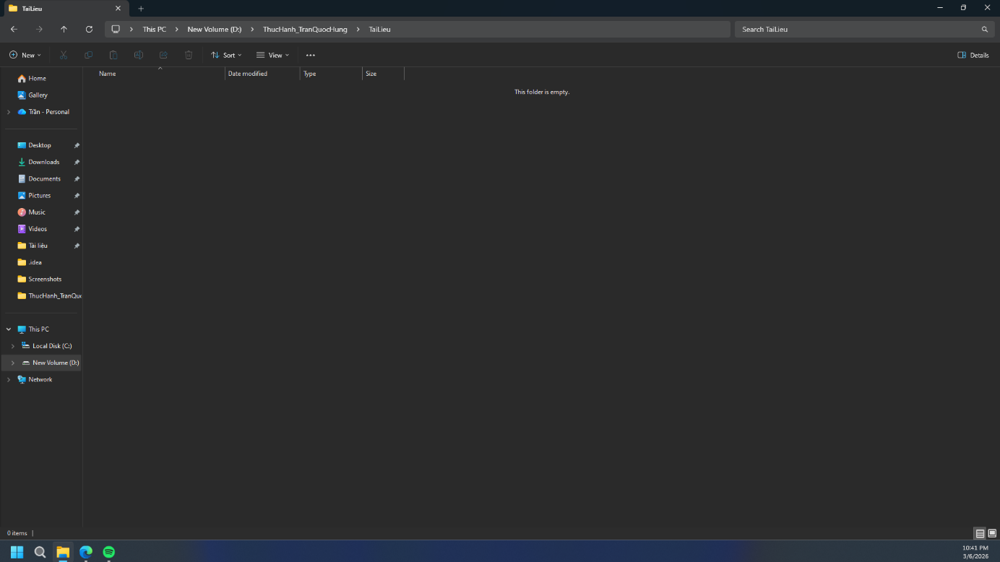 TaiLieu
This PC > New Volume (D:) > ThucHanh_TranQuocHung > TaiLieu
Search TaiLieu
New
Sort
View
Details
Name
Date modified
Type
Size
This folder is empty.
Home
Gallery
Trần - Personal
Desktop
Downloads
Documents
Pictures
Music
Videos
Tài liệu
.idea
Screenshots
ThucHanh_TranQuo
This PC
Local Disk (C:)
New Volume (D:)
Network
0 items
10:41 PM
3/6/2026